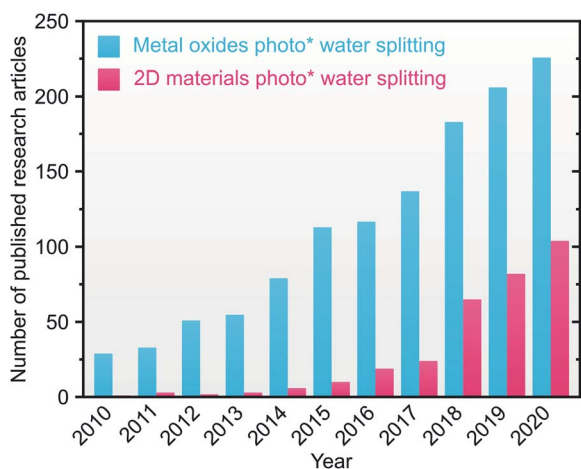 Number of published research articles
250
200
150
100
50
0
Metal oxides photo* water splitting
2D materials photo* water splitting
2010 2011 2012 2013 2014 2015 2016 2017 2018 2019 2020
Year